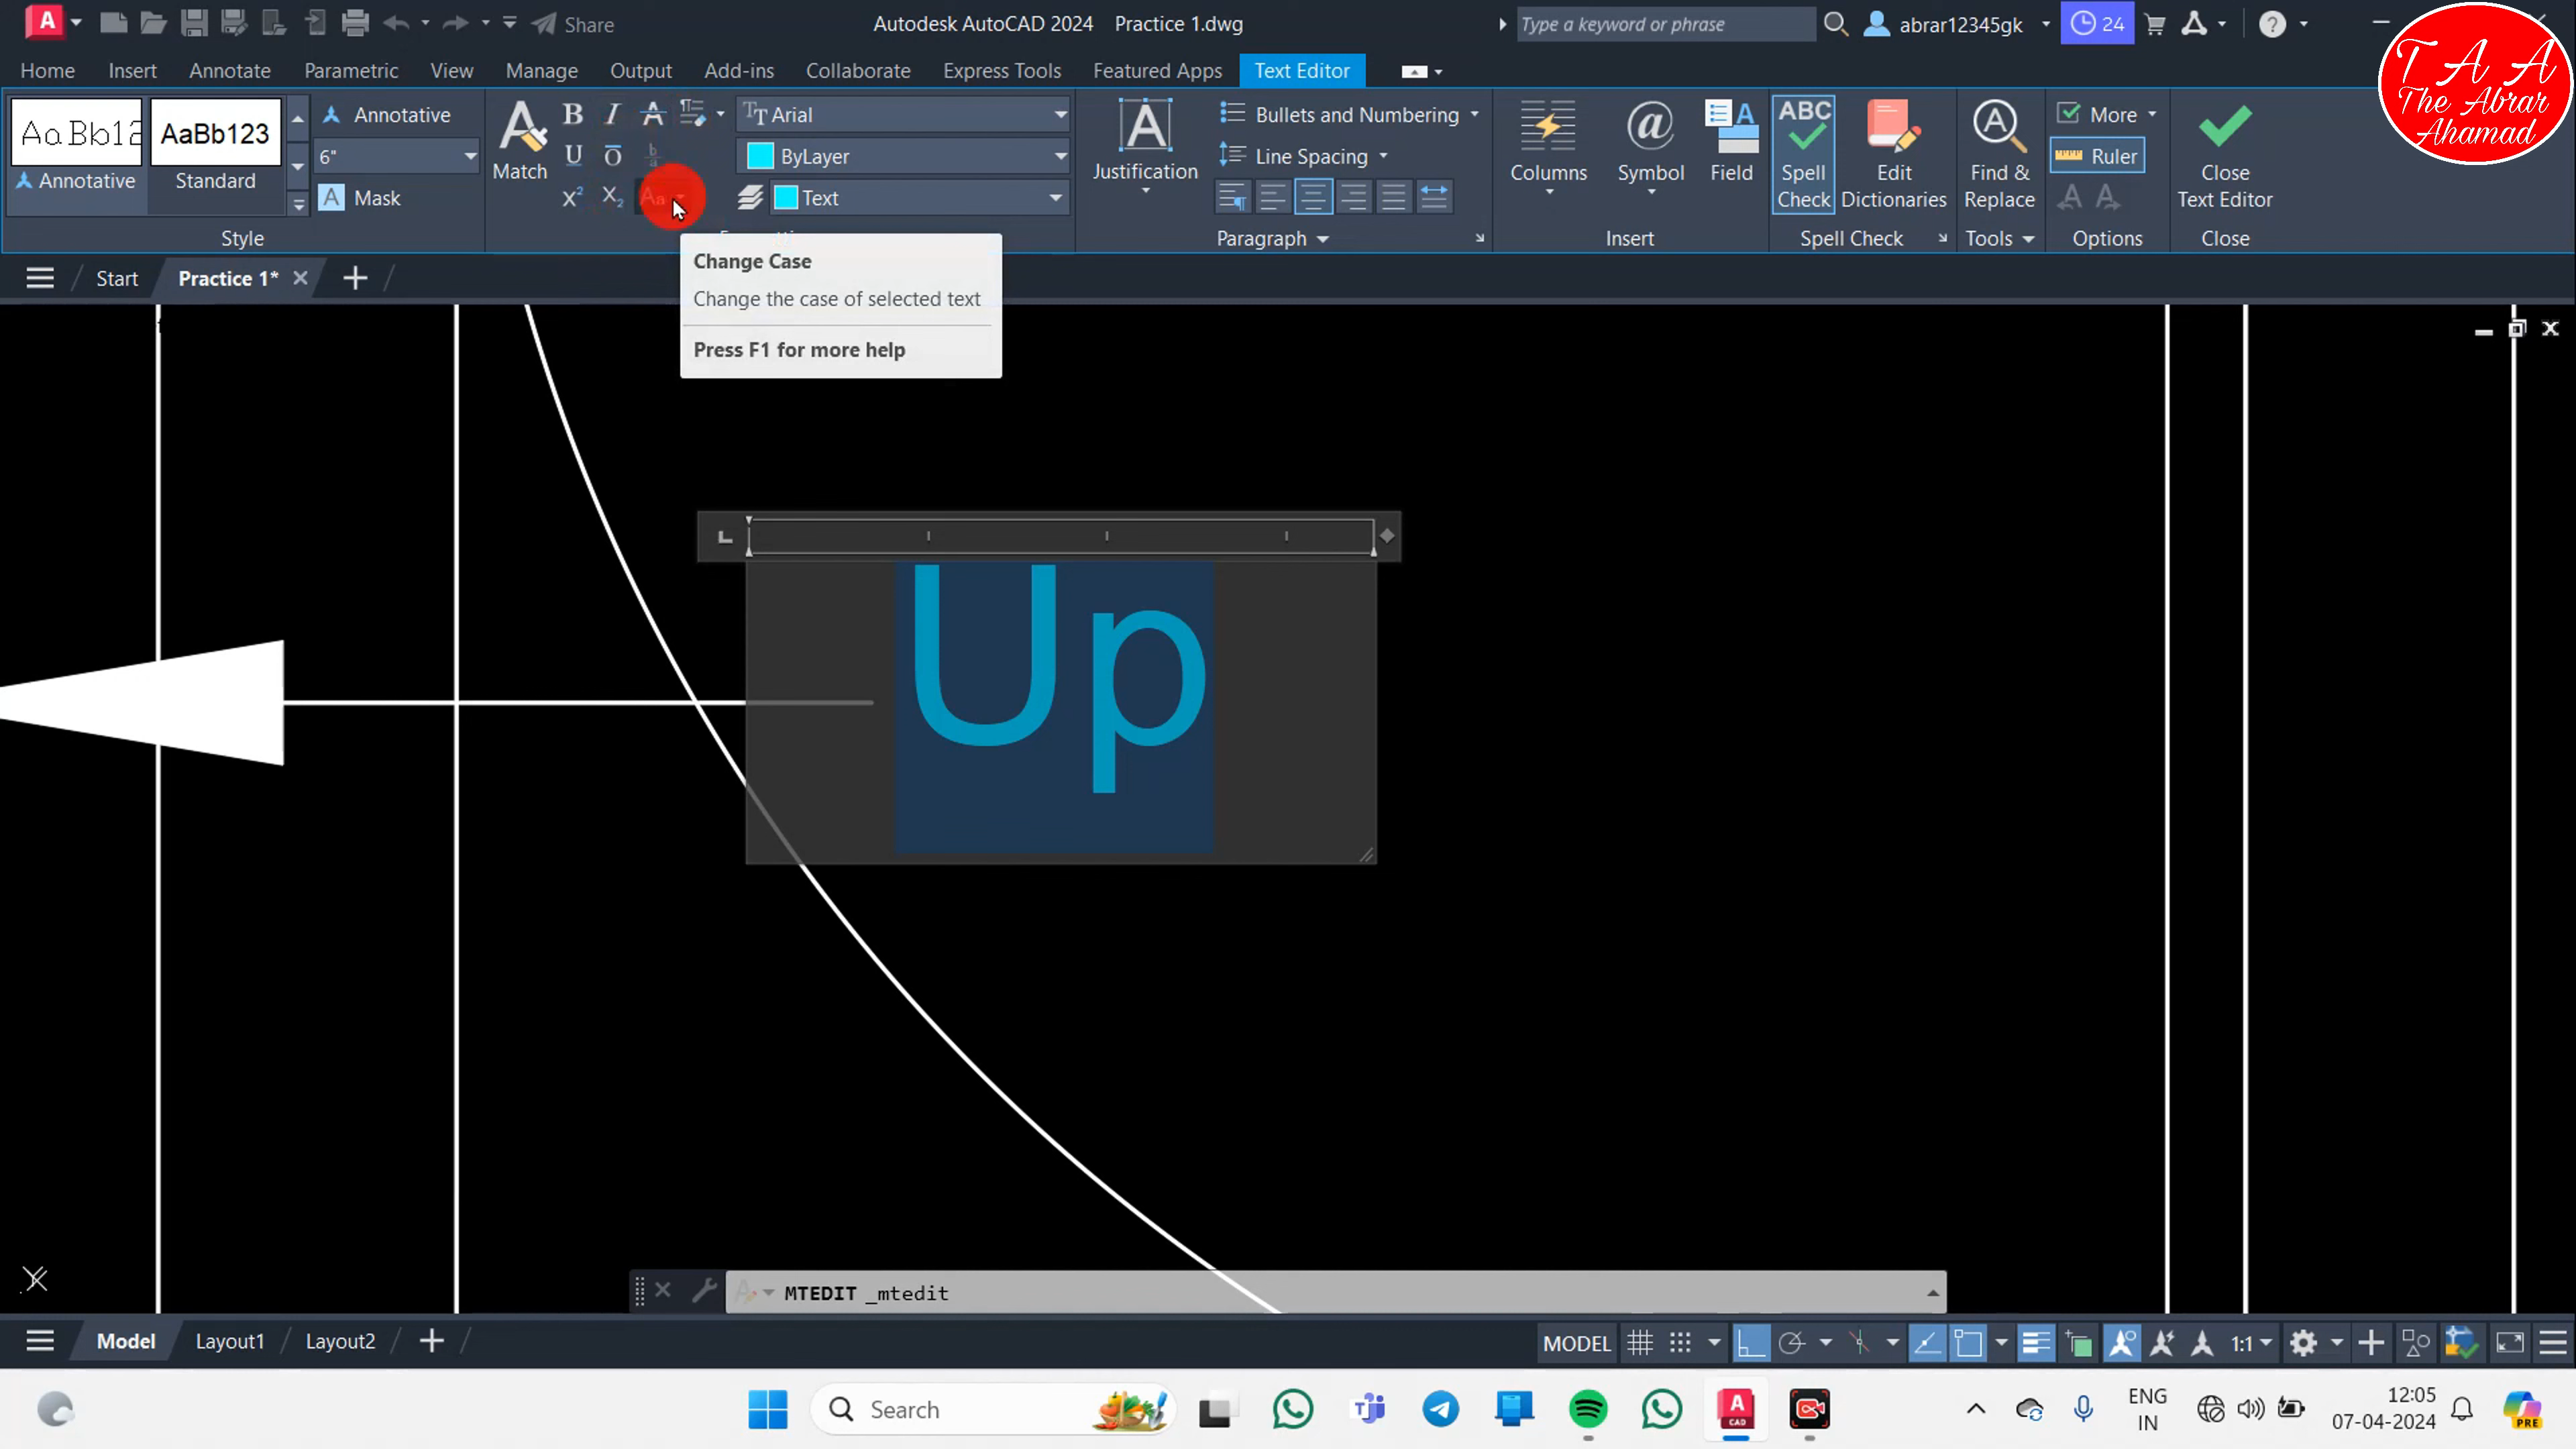 Share
Autodesk AutoCAD 2024 Practice 1.dwg
Type a keyword or phrase
abrar12345gk
24
T A A
The Abrar
Ahamad
Home Insert Annotate Parametric View Manage Output Add-ins Collaborate Express Tools Featured Apps Text Editor
AaBb12 AaBb123
Annotative Standard
Annotative
6"
Mask
Style
Match
Arial
ByLayer
Text
Justification
Bullets and Numbering
Line Spacing
Paragraph
Columns
Symbol
Field
Insert
ABC
Spell
Check
Edit
Dictionaries
Spell Check
Find &
Replace
Tools
More
Ruler
Options
Close
Text Editor
Close
Start Practice 1*
Change Case
Change the case of selected text
Press F1 for more help
Up
MTEDIT _mtedit
Model Layout1 Layout2
MODEL
1:1
Search
ENG
IN
12:05
07-04-2024
PRE